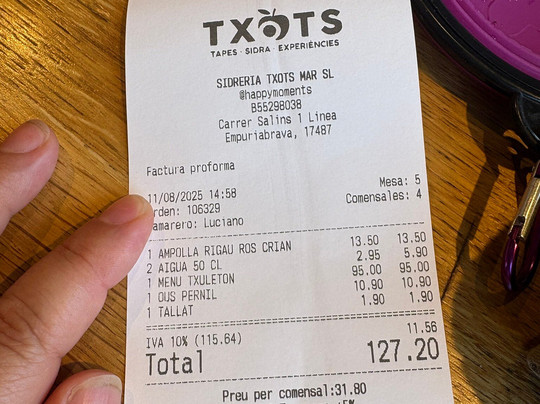 TXOTS
TAPES · SIDRA · EXPERIÈNCIES
SIDRERIA TXOTS MAR SL
@happymoments
B55298038
Carrer Salins 1 Linea
Empuriabrava, 17487
Factura proforma
11/08/2025 14:58 Mesa: 5
rden: 106329 Comensales: 4
amarero: Luciano
1 AMPOLLA RIGAU ROS CRIAN 13.50 13.50
2 AIGUA 50 CL 2.95 5.90
1 MENU TXULETON 95.00 95.00
1 OUS PERNIL 10.90 10.90
1 TALLAT 1.90 1.90
IVA 10% (115.64) 11.56
Total 127.20
Preu per comensal:31.80